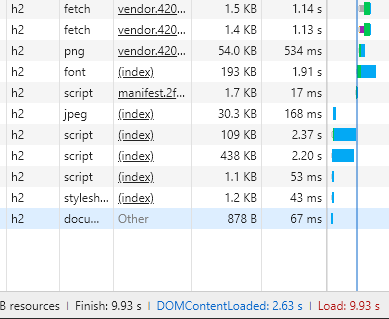 h2 fetch vendor.420... 1.5 KB 1.14 s
h2 fetch vendor.420... 1.4 KB 1.13 s
h2 png vendor.420... 54.0 KB 534 ms
h2 font (index) 193 KB 1.91 s
h2 script manifest.2f... 1.7 KB 17 ms
h2 jpeg (index) 30.3 KB 168 ms
h2 script (index) 109 KB 2.37 s
h2 script (index) 438 KB 2.20 s
h2 script (index) 1.1 KB 53 ms
h2 stylesh... (index) 1.2 KB 43 ms
h2 docu... Other 878 B 67 ms
B resources Finish: 9.93 s DOMContentLoaded: 2.63 s Load: 9.93 s